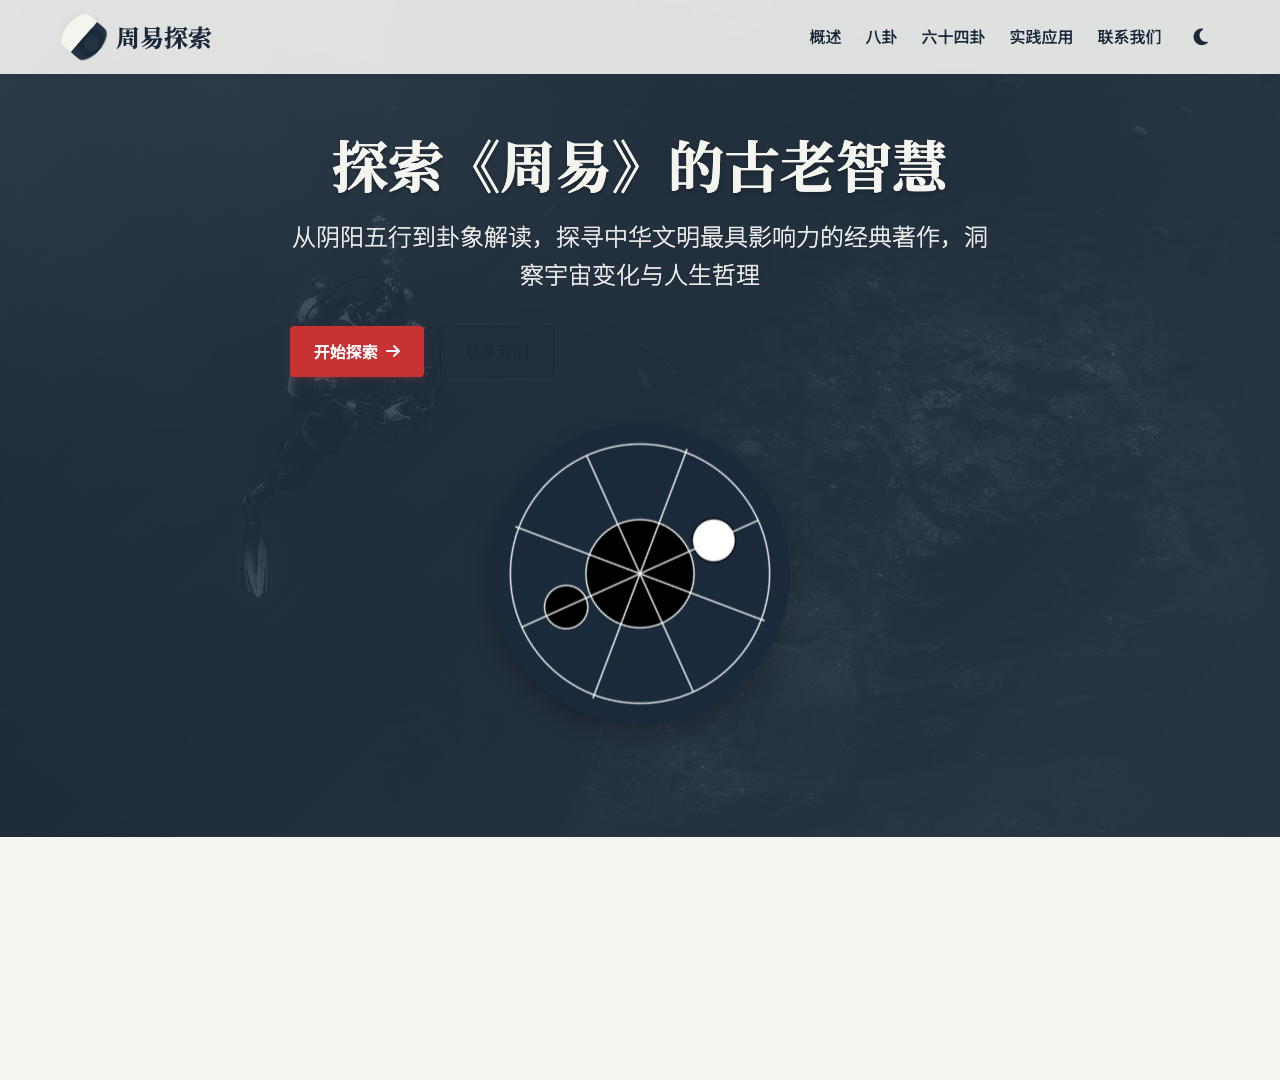 周易探索
概述
八卦
六十四卦
实践应用
联系我们
探索《周易》的古老智慧
从阴阳五行到卦象解读，探寻中华文明最具影响力的经典著作，洞
察宇宙变化与人生哲理
开始探索
联系我们